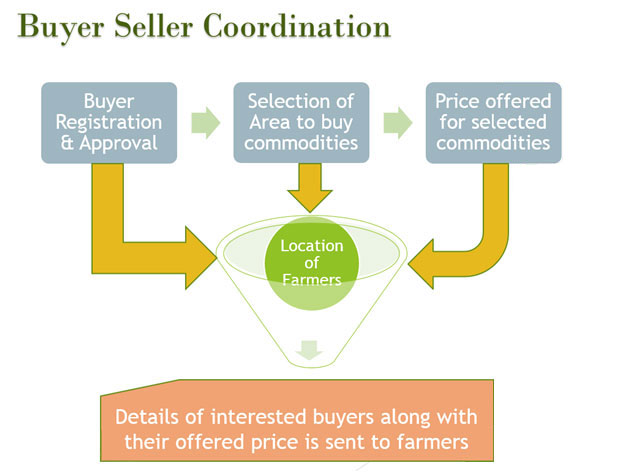 Buyer Seller Coordination
Buyer
Registration
& Approval
Selection of
Area to buy
commodities
Price offered
for selected
commodities
Location
of
Farmers
Details of interested buyers along with
their offered price is sent to farmers